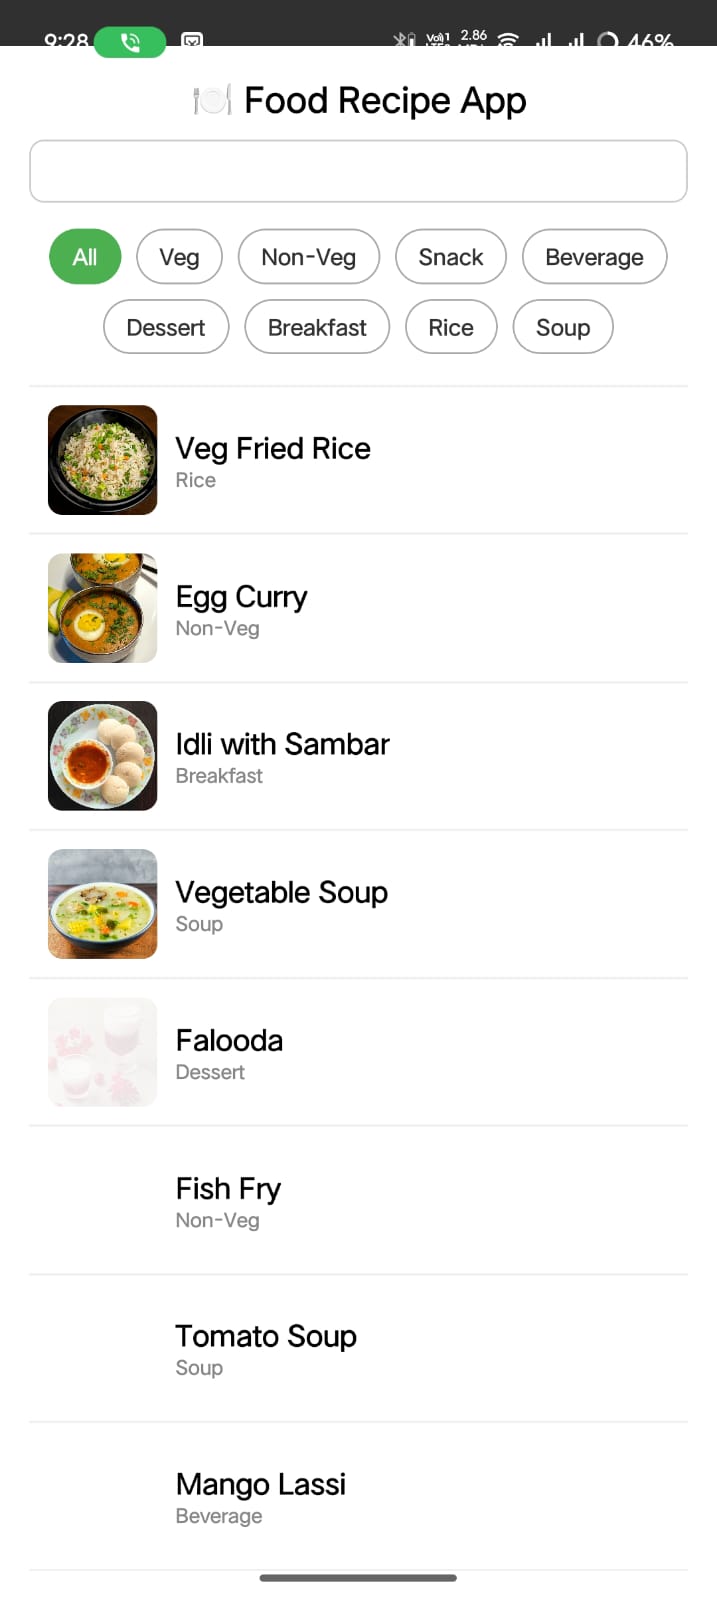 9:28 Vo)) 1 2.86 46%
Food Recipe App
All Veg Non-Veg Snack Beverage
Dessert Breakfast Rice Soup
Veg Fried Rice
Rice
Egg Curry
Non-Veg
Idli with Sambar
Breakfast
Vegetable Soup
Soup
Falooda
Dessert
Fish Fry
Non-Veg
Tomato Soup
Soup
Mango Lassi
Beverage